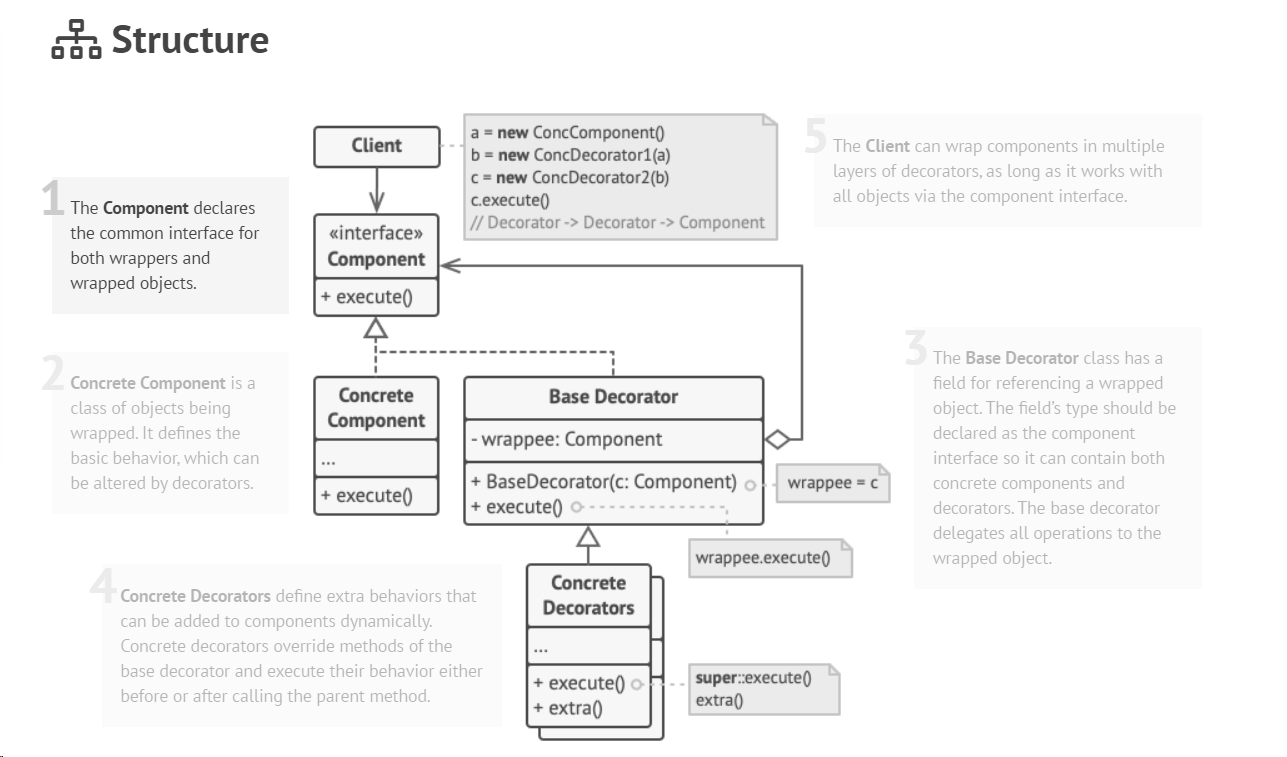 Structure
Client
a = new ConcComponent()
b = new ConcDecorator1(a)
c = new ConcDecorator2(b)
c.execute()
// Decorator -> Decorator -> Component
5
The Client can wrap components in multiple
layers of decorators, as long as it works with
all objects via the component interface.
1
The Component declares
the common interface for
both wrappers and
wrapped objects.
«interface»
Component
+ execute()
2
Concrete Component is a
class of objects being
wrapped. It defines the
basic behavior, which can
be altered by decorators.
Concrete
Component
...
+ execute()
Base Decorator
- wrappee: Component
+ BaseDecorator(c: Component)
+ execute()
wrappee = c
wrappee.execute()
3
The Base Decorator class has a
field for referencing a wrapped
object. The field's type should be
declared as the component
interface so it can contain both
concrete components and
decorators. The base decorator
delegates all operations to the
wrapped object.
4
Concrete Decorators define extra behaviors that
can be added to components dynamically.
Concrete decorators override methods of the
base decorator and execute their behavior either
before or after calling the parent method.
Concrete
Decorators
...
+ execute()
+ extra()
super::execute()
extra()